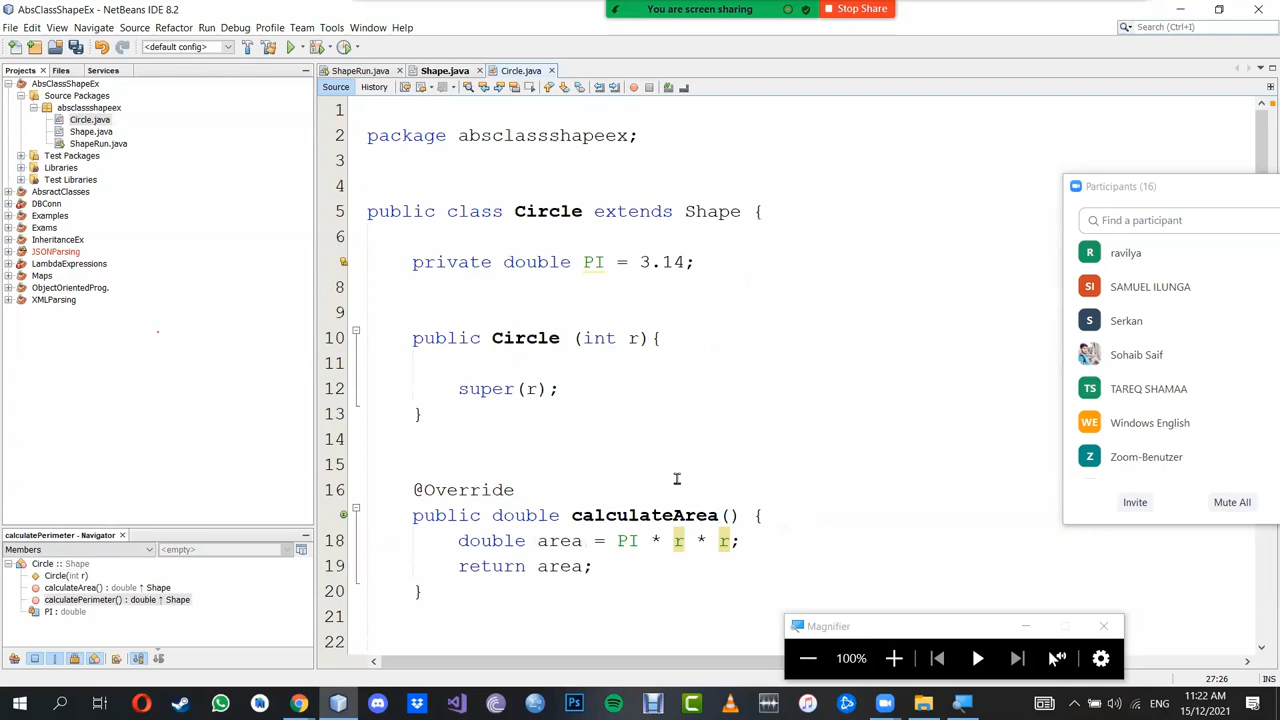 AbsClassShapeEx - NetBeans IDE 8.2
You are screen sharing
Stop Share
File Edit View Navigate Source Refactor Run Debug Profile Team Tools Window Help
Search (Ctrl+I)
<default config>
Projects Files Services
ShapeRun.java Shape.java Circle.java
Source History
AbsClassShapeEx
Source Packages
absclassshapeex
Circle.java
Shape.java
ShapeRun.java
Test Packages
Libraries
Test Libraries
AbsractClasses
DBConn
Examples
Exams
InheritanceEx
JSONParsing
LambdaExpressions
Maps
ObjectOrientedProg.
XMLParsing
1
2 package absclassshapeex;
3
4
5 public class Circle extends Shape {
6
private double PI = 3.14;
8
9
10 public Circle (int r){
11
12 super(r);
13 }
14
15
16 @Override
public double calculateArea() {
18 double area = PI * r * r;
19 return area;
20 }
21
22
Participants (16)
Find a participant
R ravilya
SI SAMUEL ILUNGA
S Serkan
Sohaib Saif
TS TAREQ SHAMAA
WE Windows English
Z Zoom-Benutzer
Invite Mute All
calculatePerimeter() - Navigator
Members <empty>
Circle :: Shape
Circle(int r)
calculateArea() : double ↑ Shape
calculatePerimeter() : double ↑ Shape
PI : double
Magnifier
100%
27:26 INS
ENG
11:22 AM
15/12/2021